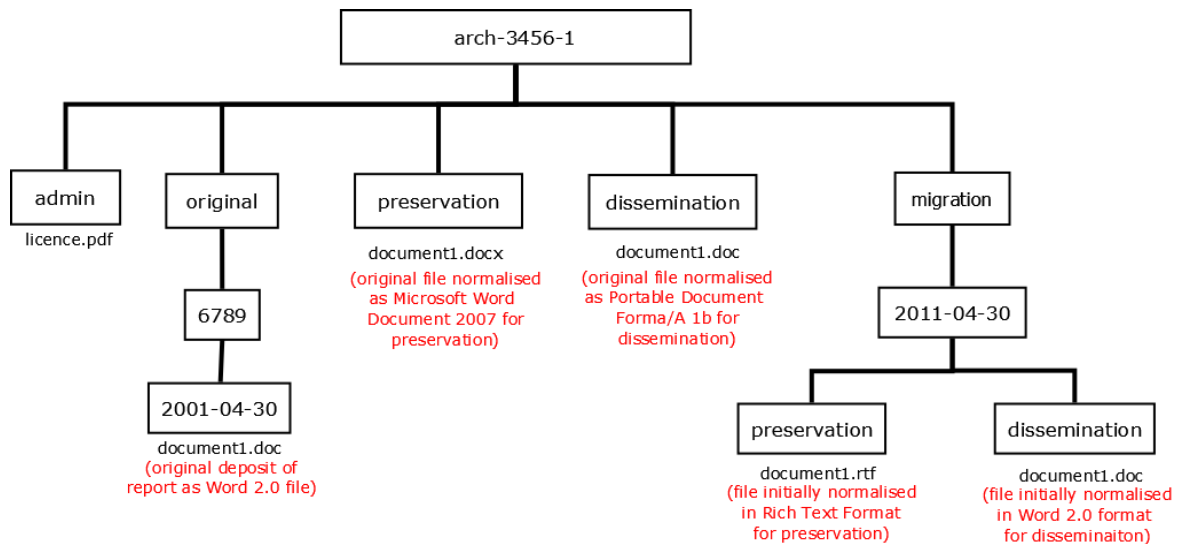 arch-3456-1
admin
licence.pdf
original
6789
2001-04-30
document1.doc
(original deposit of
report as Word 2.0 file)
preservation
document1.docx
(original file normalised
as Microsoft Word
Document 2007 for
preservation)
dissemination
document1.doc
(original file normalised
as Portable Document
Forma/A 1b for
dissemination)
migration
2011-04-30
preservation
document1.rtf
(file initially normalised
in Rich Text Format
for preservation)
dissemination
document1.doc
(file initially normalised
in Word 2.0 format
for disseminaiton)